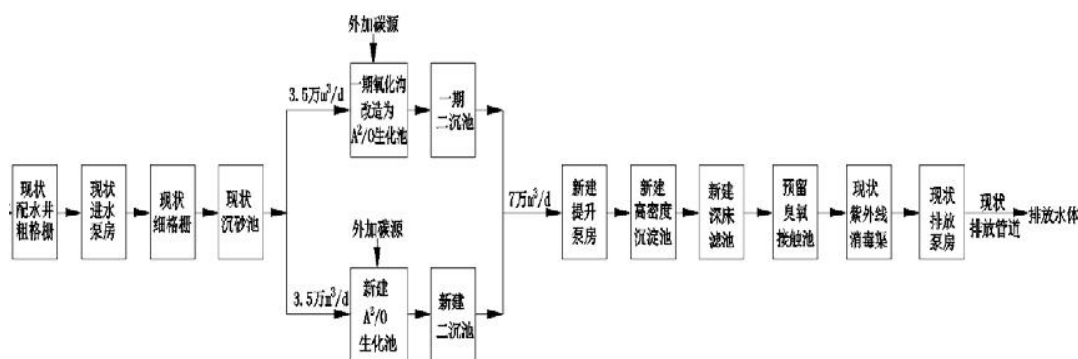 外加碳源
3.5万m³/d
一期氧化沟
改造为
A²/O生化池
一期
二沉池
现状
配水井
粗格栅
现状
进水
泵房
现状
细格栅
现状
沉砂池
7万m³/d
新建
提升
泵房
新建
高密度
沉淀池
新建
深床
滤池
预留
臭氧
接触池
现状
紫外线
消毒渠
现状
排放
泵房
现状
排放管道
排放水体
外加碳源
3.5万m³/d
新建
A²/O
生化池
新建
二沉池